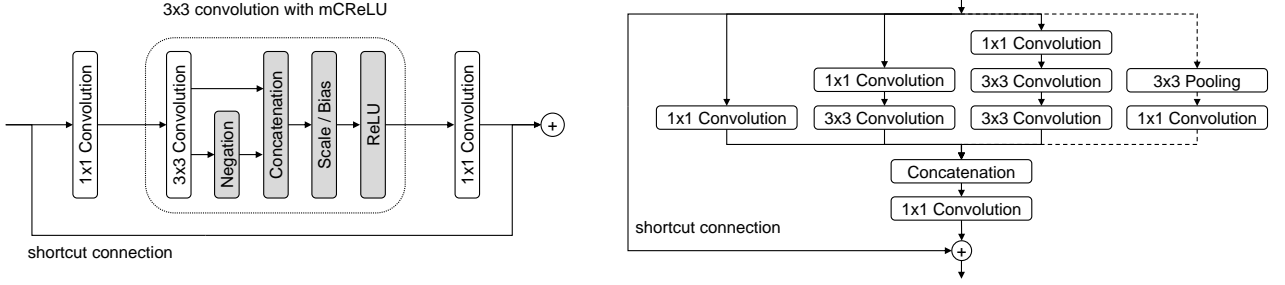 3x3 convolution with mCReLU
1x1 Convolution
3x3 Convolution
Negation
Concatenation
Scale / Bias
ReLU
1x1 Convolution
+
shortcut connection
1x1 Convolution
1x1 Convolution
3x3 Convolution
3x3 Pooling
1x1 Convolution
3x3 Convolution
3x3 Convolution
1x1 Convolution
Concatenation
1x1 Convolution
shortcut connection
+